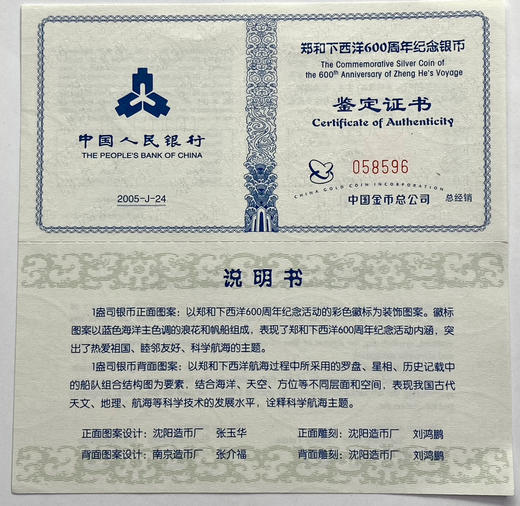 中国人民银行
THE PEOPLE'S BANK OF CHINA
2005-J-24
郑和下西洋600周年纪念银币
The Commemorative Silver Coin of
the 600th Anniversary of Zheng He's Voyage
鉴定证书
Certificate of Authenticity
058596
CHINA GOLD COIN INCORPORATION
中国金币总公司 总经销
说明书
1盎司银币正面图案：以郑和下西洋600周年纪念活动的彩色徽标为装饰图案。徽标
图案以蓝色海洋主色调的浪花和帆船组成，表现了郑和下西洋600周年纪念活动内涵，突
出了热爱祖国、睦邻友好、科学航海的主题。
1盎司银币背面图案：以郑和下西洋航海过程中所采用的罗盘、星相、历史记载中
的船队组合结构图为要素，结合海洋、天空、方位等不同层面和空间，表现我国古代
天文、地理、航海等科学技术的发展水平，诠释科学航海主题。
正面图案设计：沈阳造币厂 张玉华 正面雕刻：沈阳造币厂 刘鸿鹏
背面图案设计：南京造币厂 张介福 背面雕刻：沈阳造币厂 刘鸿鹏